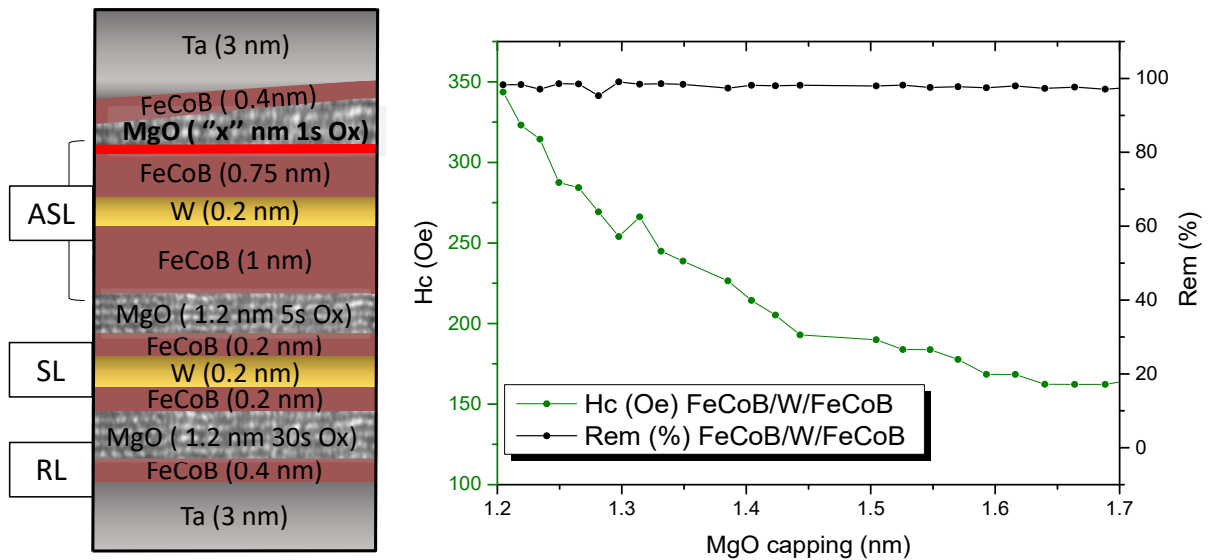 Ta (3 nm)
FeCoB ( 0.4nm)
MgO ( “x” nm 1s Ox)
FeCoB (0.75 nm)
W (0.2 nm)
FeCoB (1 nm)
MgO ( 1.2 nm 5s Ox)
FeCoB (0.2 nm)
W (0.2 nm)
FeCoB (0.2 nm)
MgO ( 1.2 nm 30s Ox)
FeCoB (0.4 nm)
Ta (3 nm)
ASL
SL
RL
Hc (Oe)
350
300
250
200
150
100
Rem (%)
100
80
60
40
20
0
Hc (Oe) FeCoB/W/FeCoB
Rem (%) FeCoB/W/FeCoB
1.2 1.3 1.4 1.5 1.6 1.7
MgO capping (nm)